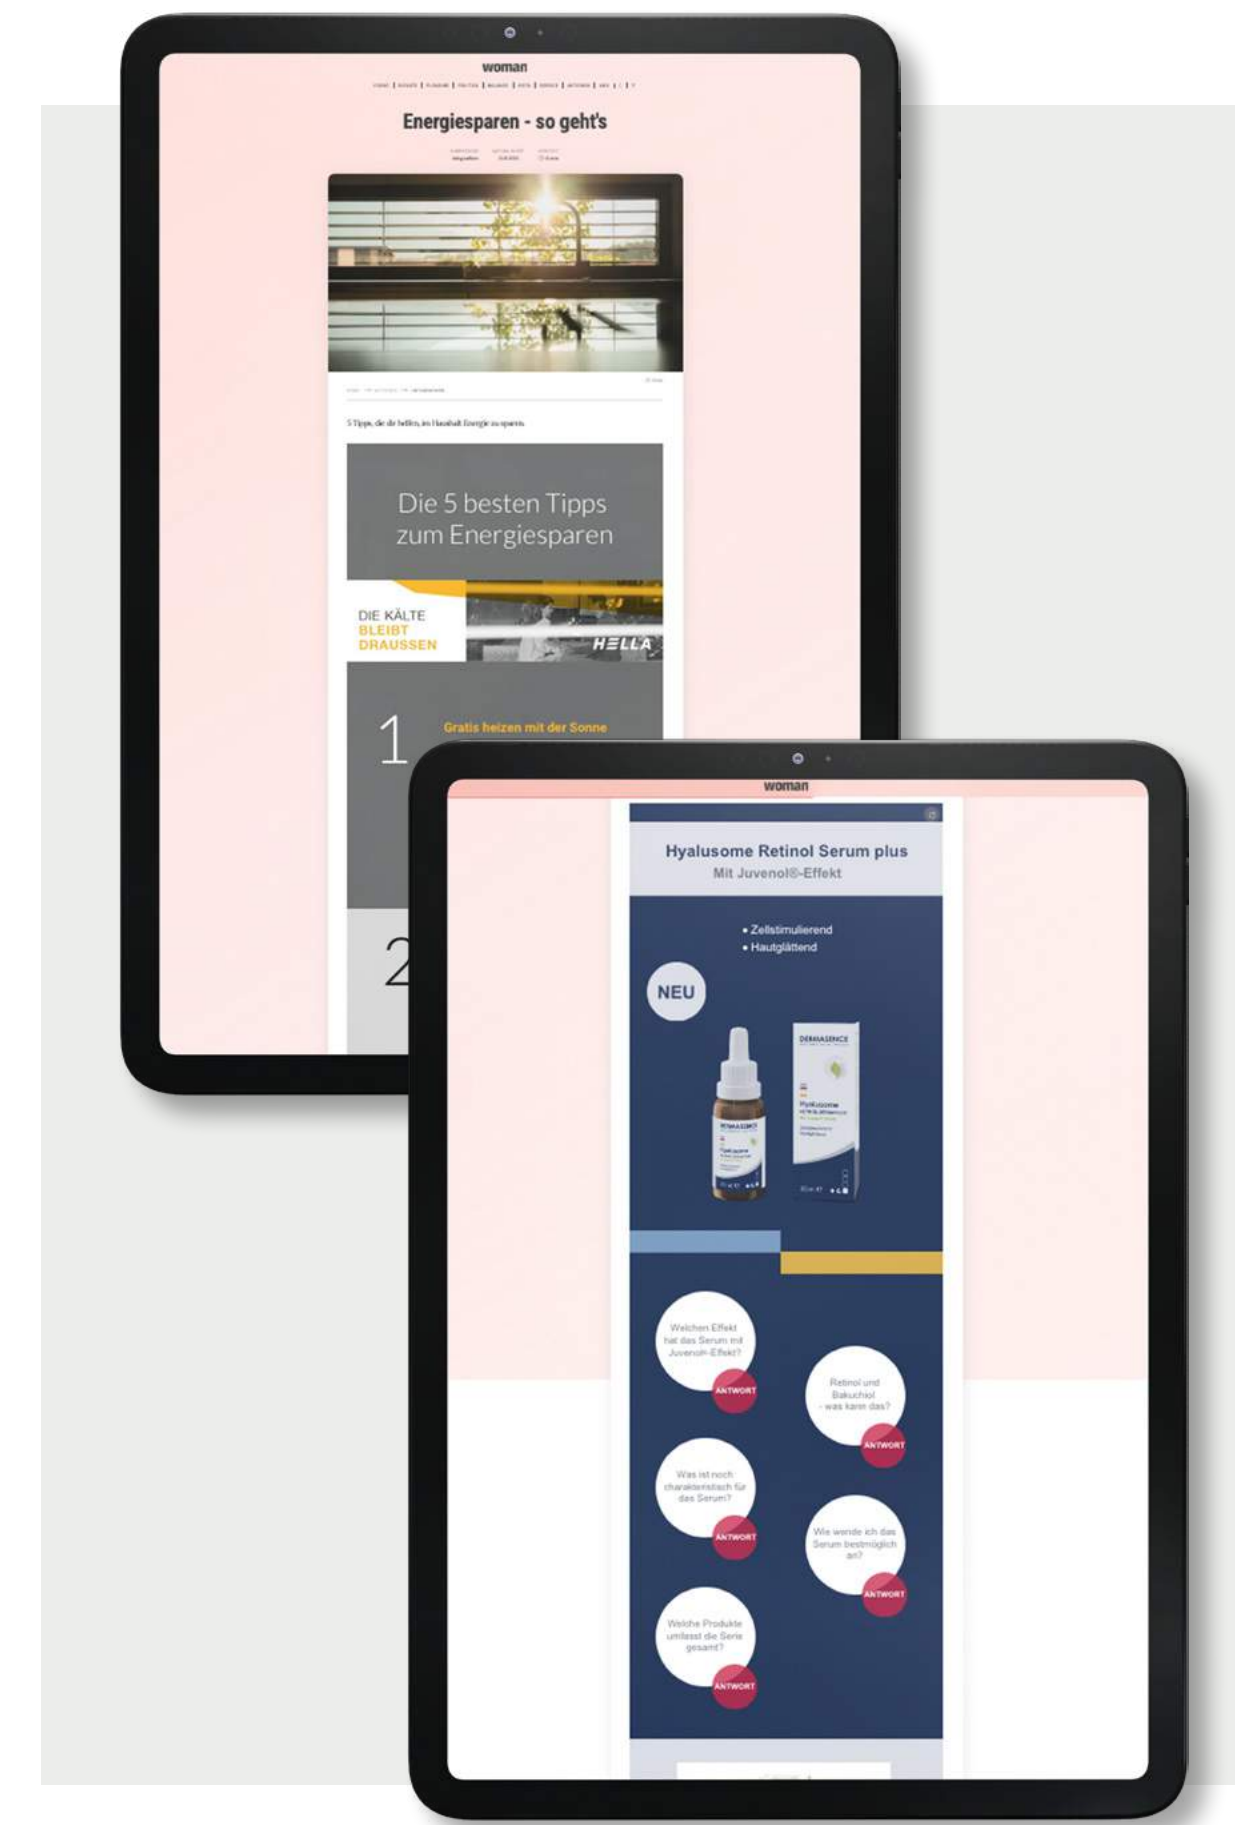 woman
Energiesparen - so geht's
5 Tipps, die dir helfen, im Haushalt Energie zu sparen.
Die 5 besten Tipps
zum Energiesparen
DIE KÄLTE
BLEIBT
DRAUSSEN
HELLA
1
Gratis heizen mit der Sonne
2
woman
Hyalusome Retinol Serum plus
Mit Juvenol®-Effekt
• Zellstimulierend
• Hautglättend
NEU
DERMASENCE
Hyalusome
DERMASENCE
Hyalusome
Welchen Effekt
hat das Serum mit
Juvenol®-Effekt?
ANTWORT
Retinol und
Bakuchiol
- was kann das?
ANTWORT
Was ist noch
charakteristisch für
das Serum?
ANTWORT
Wie wende ich das
Serum bestmöglich
an?
ANTWORT
Welche Produkte
umfasst die Serie
gesamt?
ANTWORT